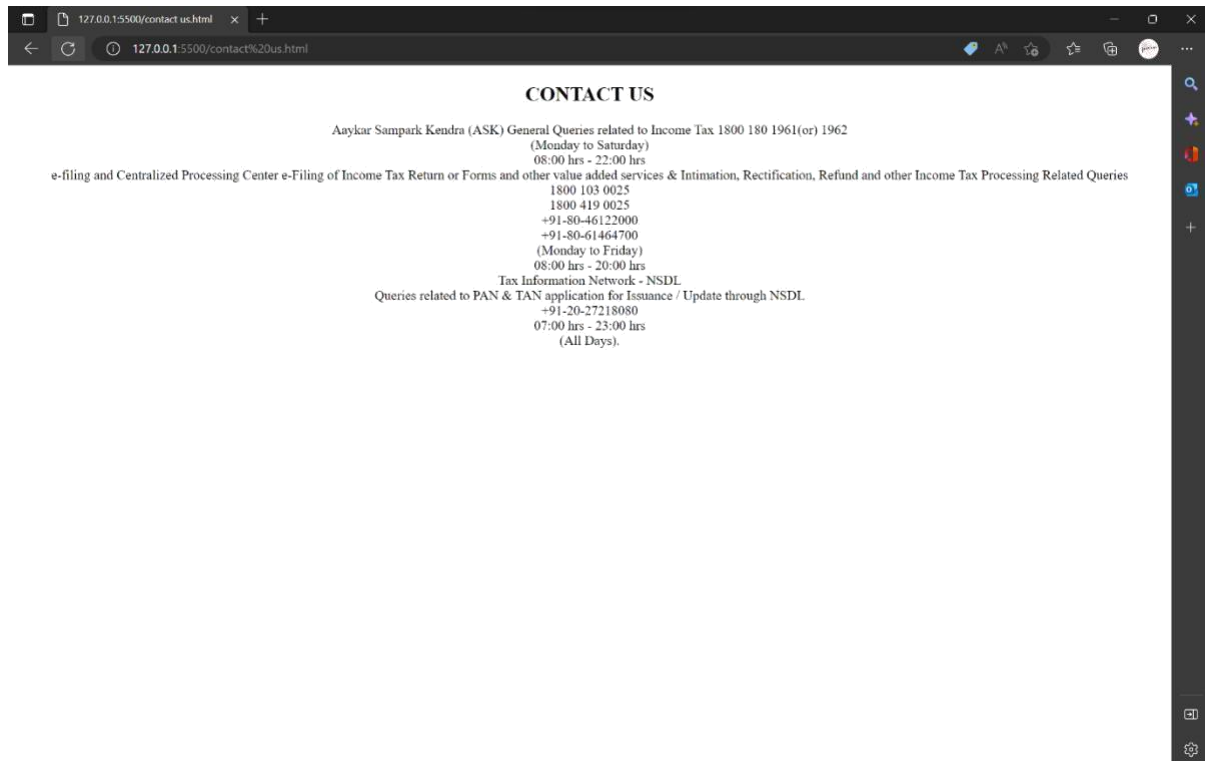 127.0.0.1:5500/contact us.html
127.0.0.1:5500/contact%20us.html
CONTACT US
Aaykar Sampark Kendra (ASK) General Queries related to Income Tax 1800 180 1961(or) 1962
(Monday to Saturday)
08:00 hrs - 22:00 hrs
e-filing and Centralized Processing Center e-Filing of Income Tax Return or Forms and other value added services & Intimation, Rectification, Refund and other Income Tax Processing Related Queries
1800 103 0025
1800 419 0025
+91-80-46122000
+91-80-61464700
(Monday to Friday)
08:00 hrs - 20:00 hrs
Tax Information Network - NSDL
Queries related to PAN & TAN application for Issuance / Update through NSDL
+91-20-27218080
07:00 hrs - 23:00 hrs
(All Days).